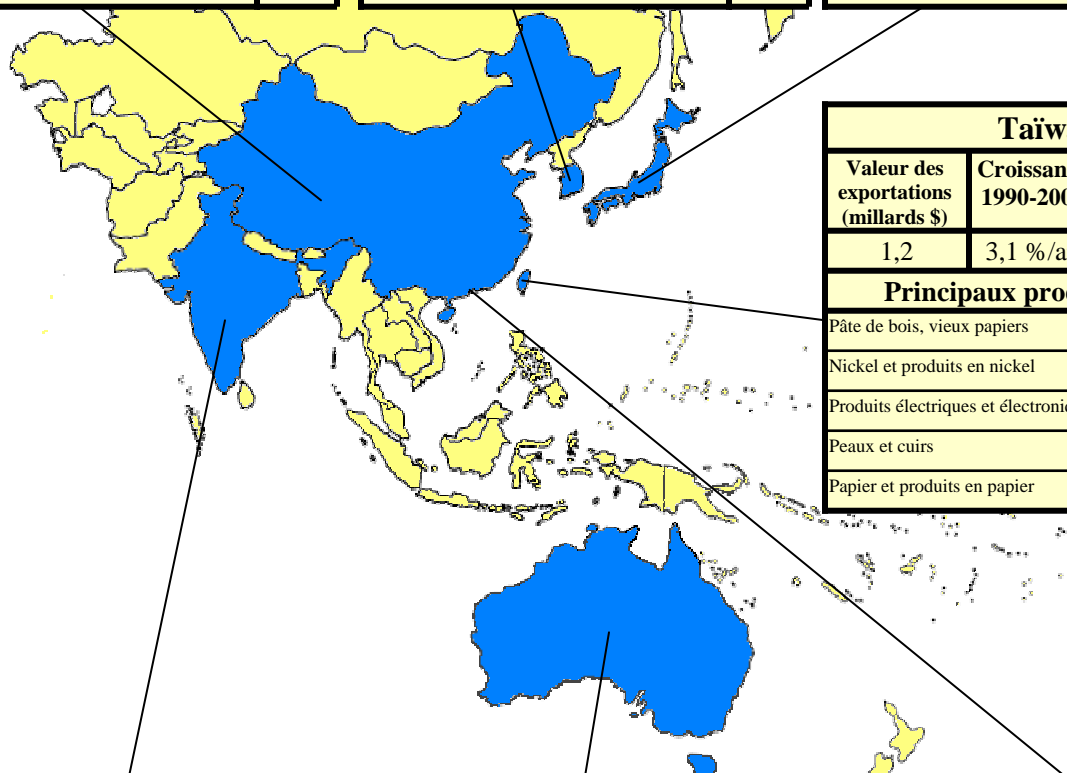 Taïw
Valeur des
exportations
(millards $)
Croissan
1990-200
1,2
3,1 %/a
Principaux pro
Pâte de bois, vieux papiers
Nickel et produits en nickel
Produits électriques et électroni
Peaux et cuirs
Papier et produits en papier